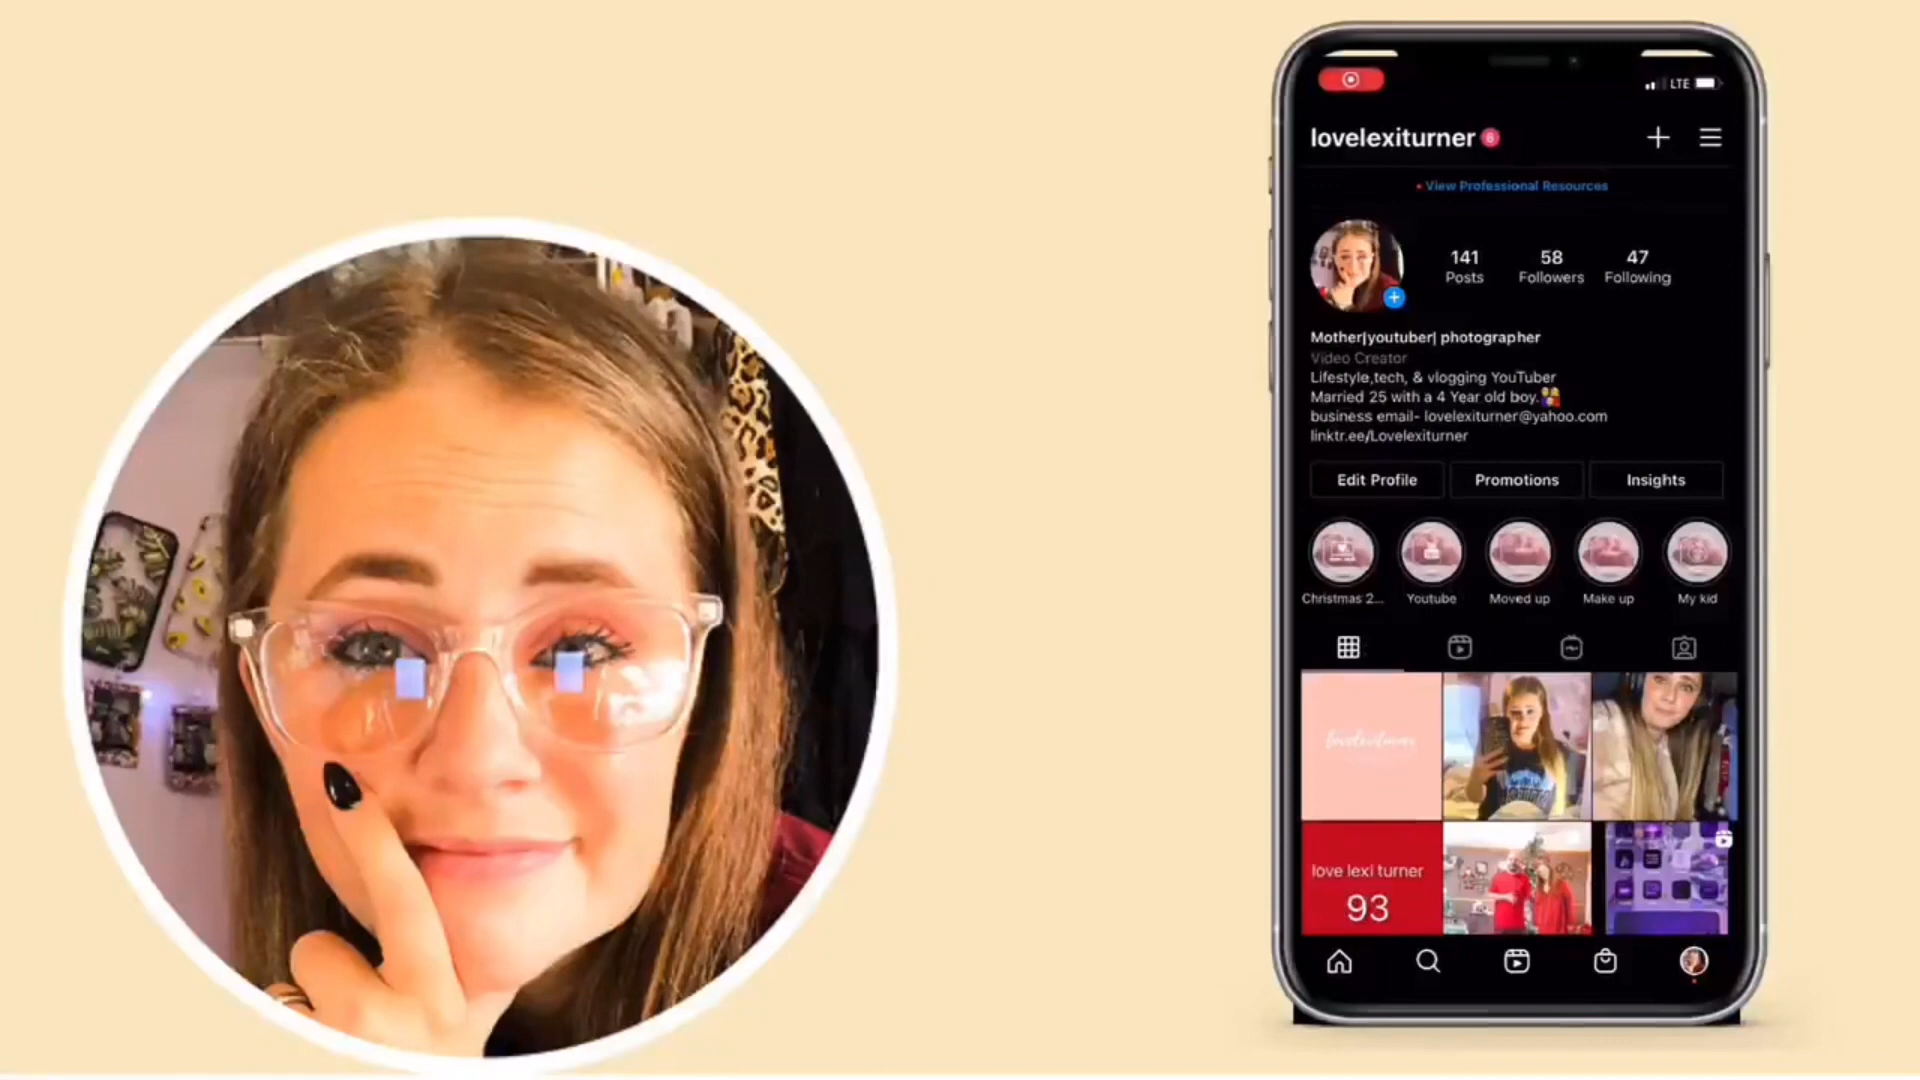 LTE
lovelexiturner 6
View Professional Resources
141 58 47
Posts Followers Following
Mother|youtuber| photographer
Video Creator
Lifestyle,tech, & vlogging YouTuber
Married 25 with a 4 Year old boy.
business email- lovelexiturner@yahoo.com
linktr.ee/Lovelexiturner
Edit Profile Promotions Insights
Christmas 2... Youtube Moved up Make up My kid
lovelexiturner
love lexi turner
93